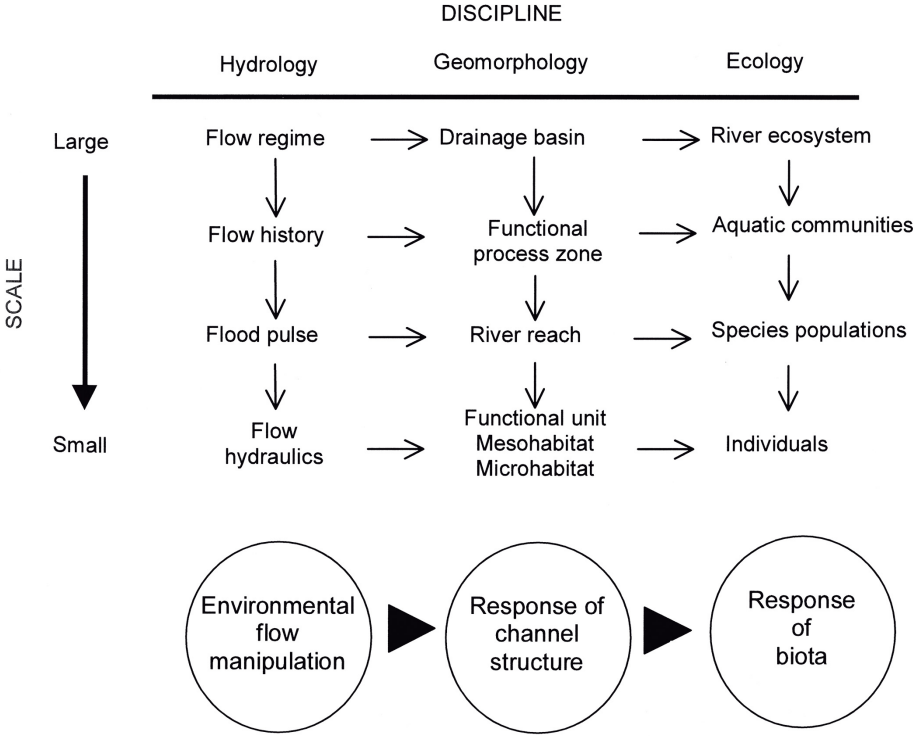 DISCIPLINE
Hydrology
Geomorphology
Ecology
SCALE
Large
Flow regime
Drainage basin
River ecosystem
Flow history
Functional
process zone
Aquatic communities
Flood pulse
River reach
Species populations
Small
Flow
hydraulics
Functional unit
Mesohabitat
Microhabitat
Individuals
Environmental
flow
manipulation
Response of
channel
structure
Response
of
biota